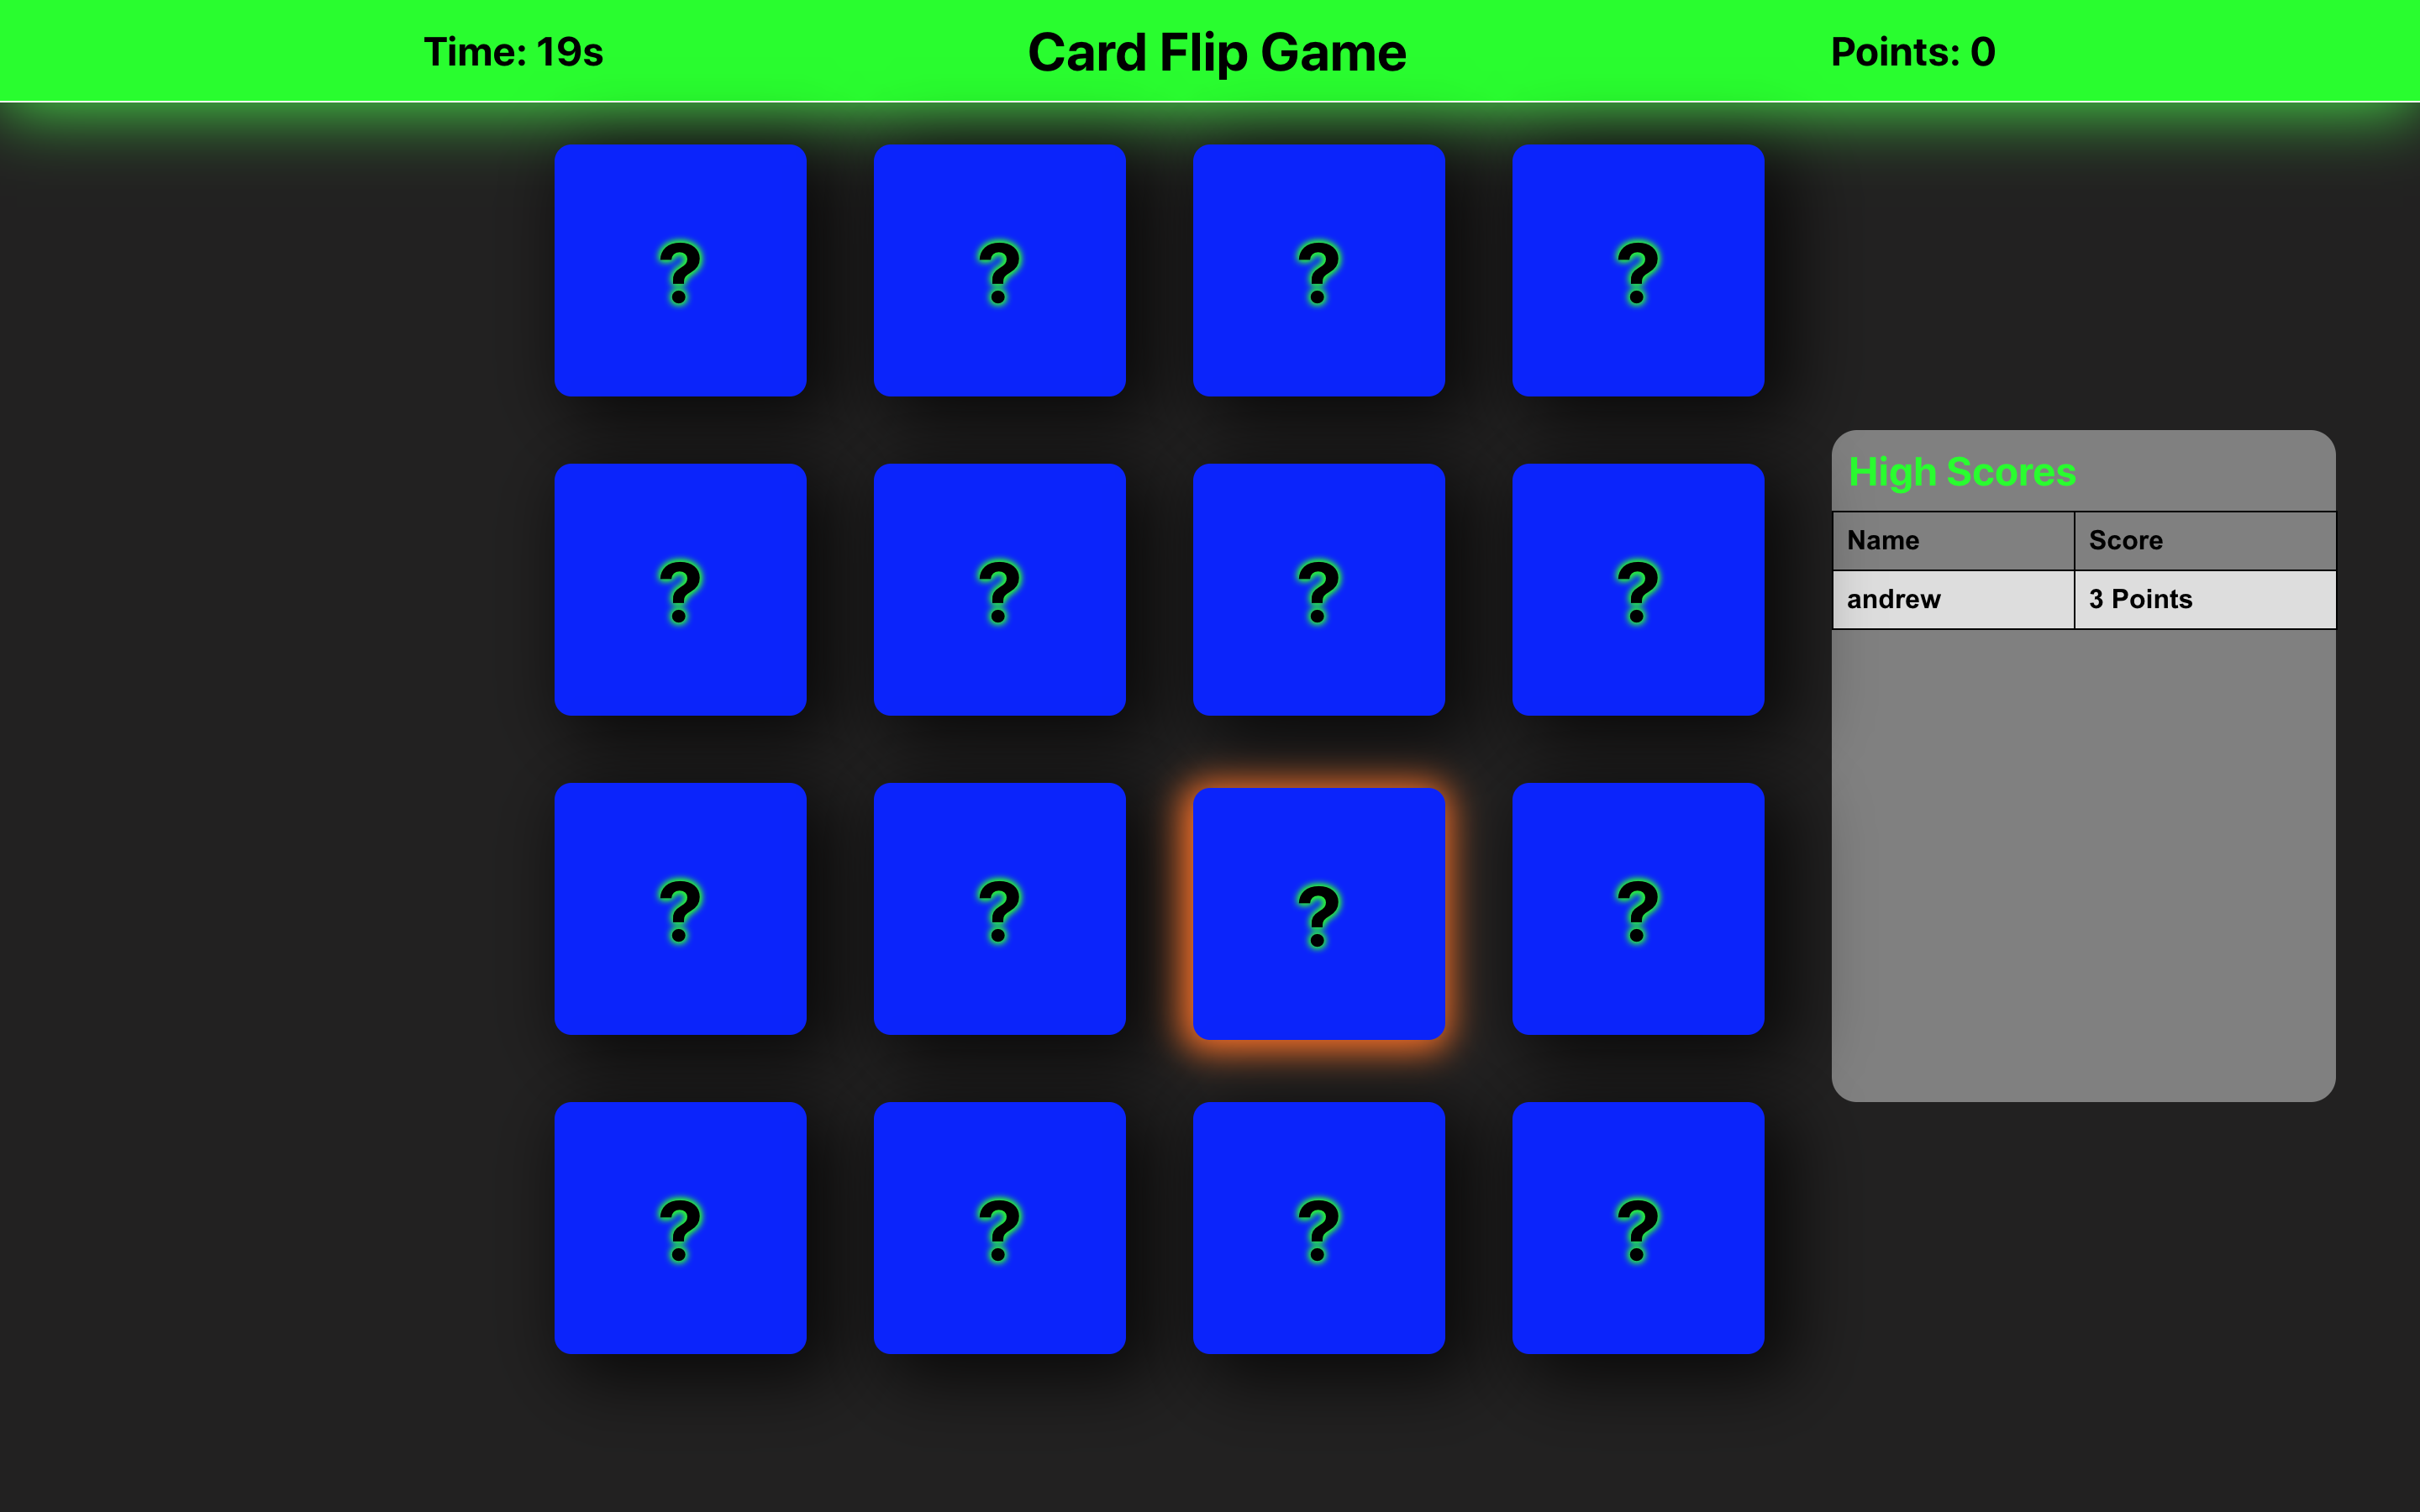 Time: 19s Card Flip Game Points: 0
? ? ? ?
? ? ? ?
? ? ? ?
? ? ? ?
High Scores
Name Score
andrew 3 Points